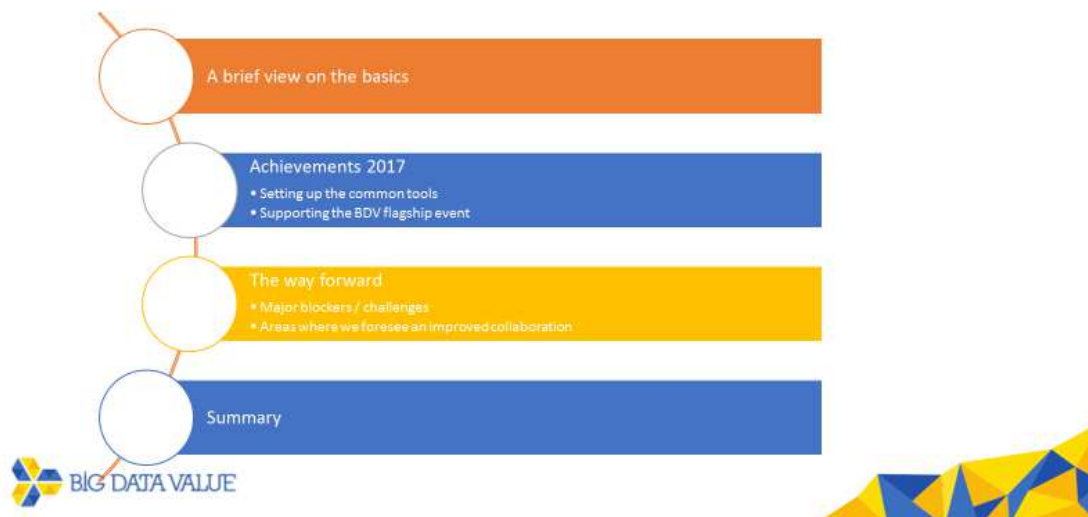 A brief view on the basics
Achievements 2017
• Setting up the common tools
• Supporting the BDV flagship event
The way forward
• Major blockers / challenges
• Areas where we foresee an improved collaboration
Summary
BIG DATA VALUE